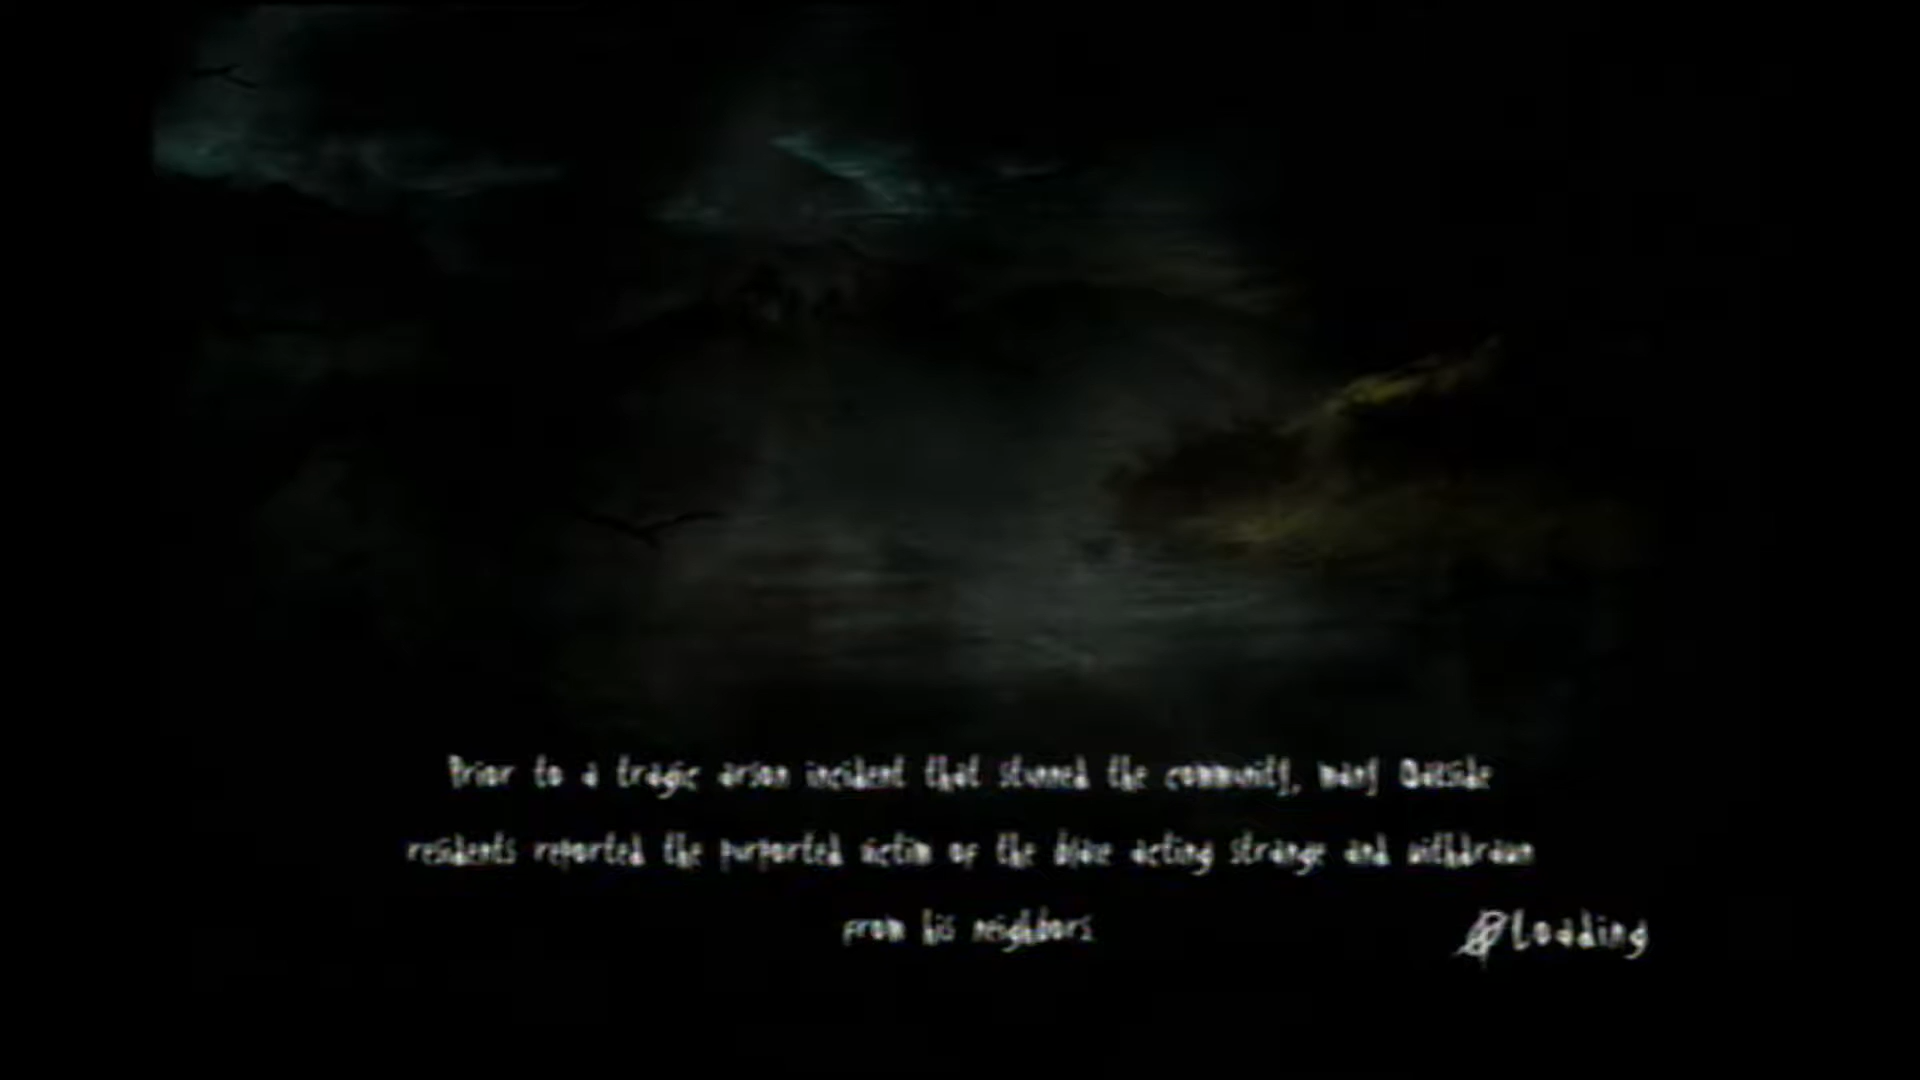 Prior to a tragic arson incident that stunned the community, many Outside
residents reported the purported victim of the blaze acting strange and withdrawn
from his neighbors.
Loading